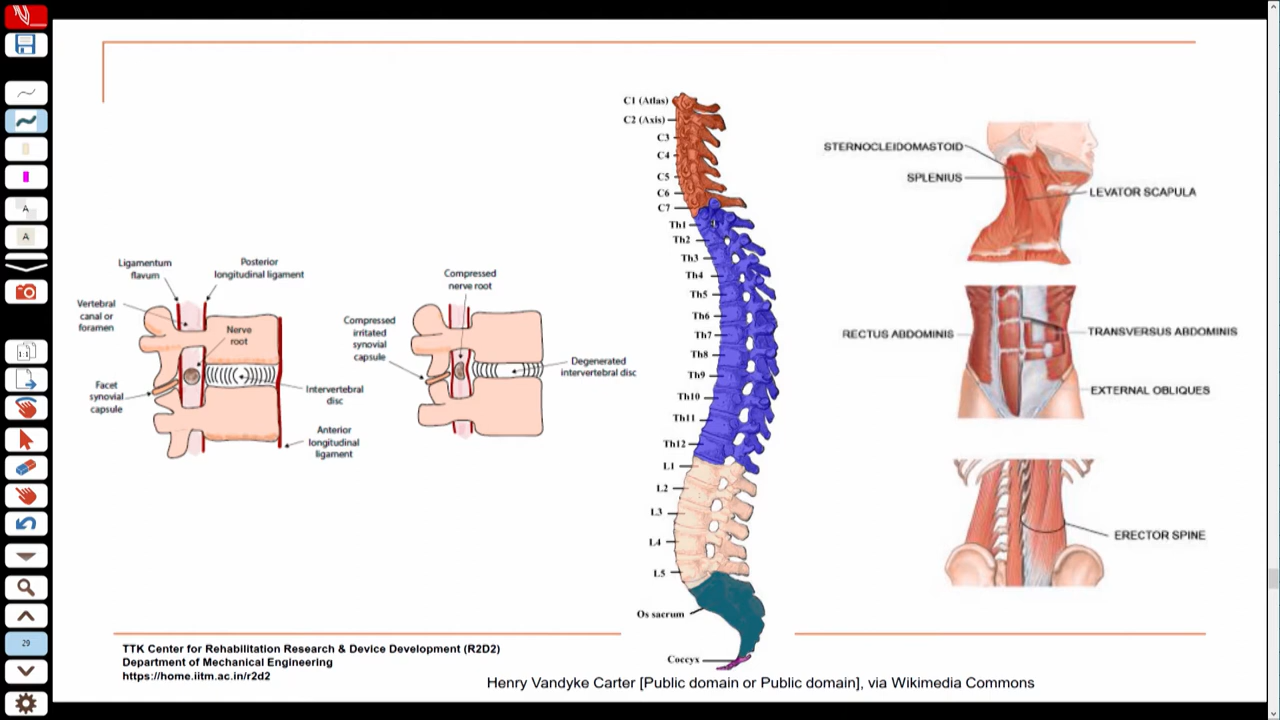 Ligamentum
flavum
Posterior
longitudinal ligament
Vertebral
canal or
foramen
Nerve
root
Facet
synovial
capsule
Intervertebral
disc
Anterior
longitudinal
ligament
Compressed
nerve root
Compressed
irritated
synovial
capsule
Degenerated
intervertebral disc
C1 (Atlas)
C2 (Axis)
C3
C4
C5
C6
C7
Th1
Th2
Th3
Th4
Th5
Th6
Th7
Th8
Th9
Th10
Th11
Th12
L1
L2
L3
L4
L5
Os sacrum
Coccyx
STERNOCLEIDOMASTOID
SPLENIUS
LEVATOR SCAPULA
RECTUS ABDOMINIS
TRANSVERSUS ABDOMINIS
EXTERNAL OBLIQUES
ERECTOR SPINE
TTK Center for Rehabilitation Research & Device Development (R2D2)
Department of Mechanical Engineering
https://home.iitm.ac.in/r2d2
Henry Vandyke Carter [Public domain or Public domain], via Wikimedia Commons
A
A
29